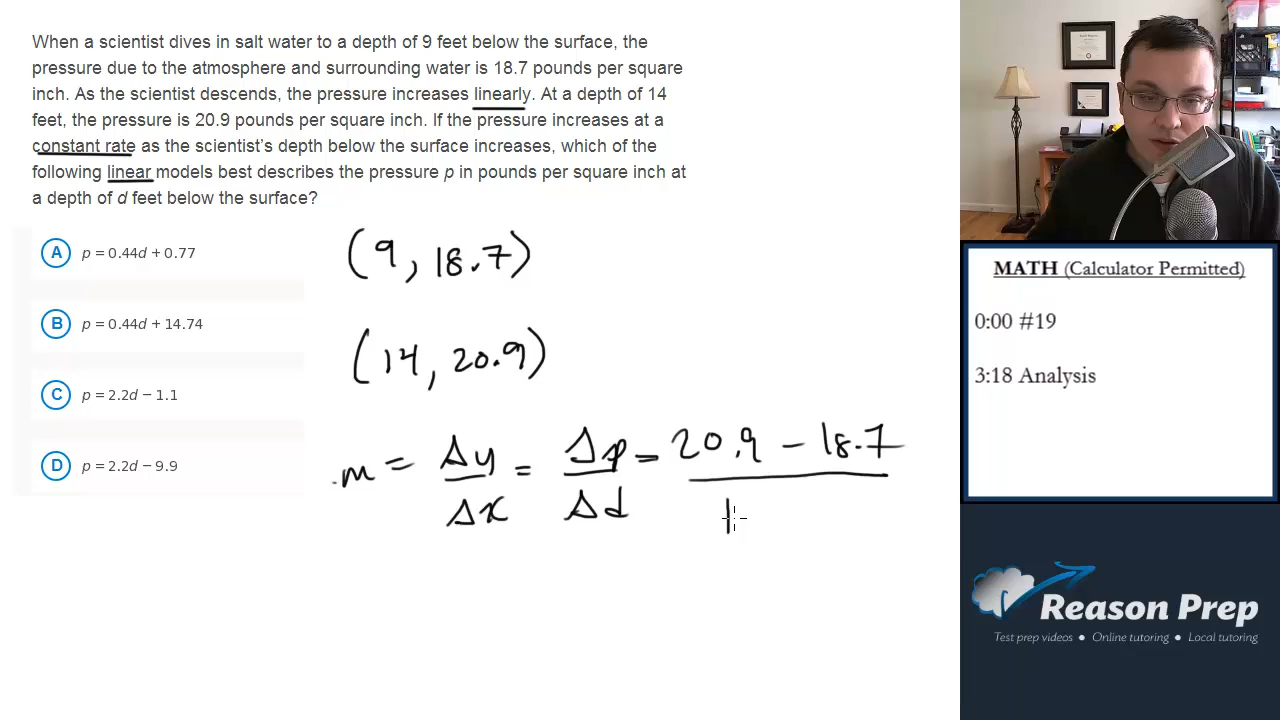 When a scientist dives in salt water to a depth of 9 feet below the surface, the
pressure due to the atmosphere and surrounding water is 18.7 pounds per square
inch. As the scientist descends, the pressure increases linearly. At a depth of 14
feet, the pressure is 20.9 pounds per square inch. If the pressure increases at a
constant rate as the scientist's depth below the surface increases, which of the
following linear models best describes the pressure p in pounds per square inch at
a depth of d feet below the surface?
A p = 0.44d + 0.77
B p = 0.44d + 14.74
C p = 2.2d − 1.1
D p = 2.2d − 9.9
(9, 18.7)
(14, 20.9)
m = Δy/Δx = Δp/Δd = 20.9 − 18.7
1
MATH (Calculator Permitted)
0:00 #19
3:18 Analysis
Reason Prep
Test prep videos ● Online tutoring ● Local tutoring